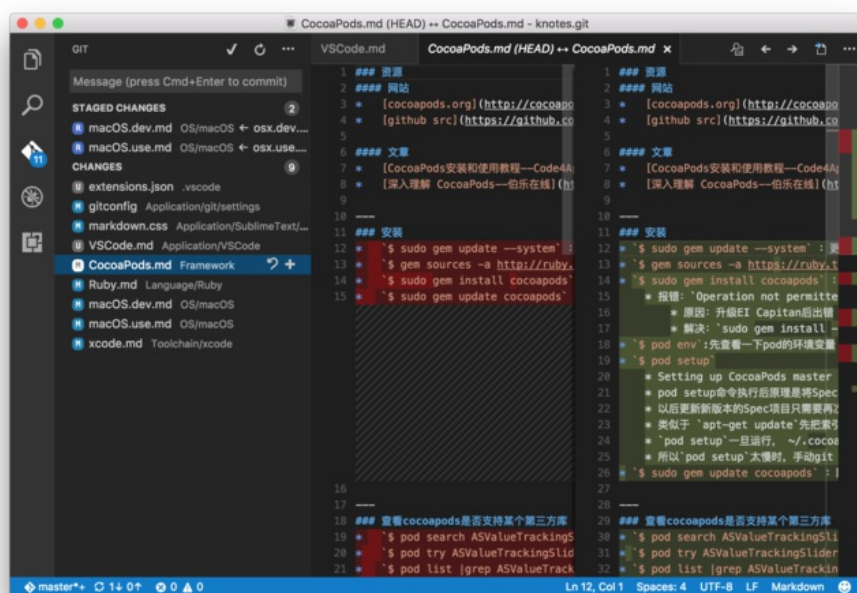 CocoaPods.md (HEAD) ↔ CocoaPods.md - knotes.git
GIT
VSCode.md
CocoaPods.md (HEAD) ↔ CocoaPods.md ×
Message (press Cmd+Enter to commit)
STAGED CHANGES 2
R macOS.dev.md OS/macOS ← osx.dev....
R macOS.use.md OS/macOS ← osx.use....
CHANGES 9
U extensions.json .vscode
M gitconfig Application/git/settings
M markdown.css Application/SublimeText/...
U VSCode.md Application/VSCode
M CocoaPods.md Framework
M Ruby.md Language/Ruby
M macOS.dev.md OS/macOS
M macOS.use.md OS/macOS
M xcode.md Toolchain/xcode
11
1 ### 资源
2 #### 网站
3 * [cocoapods.org](http://cocoapo
4 * [github src](https://github.co
5
6 #### 文章
7 * [CocoaPods安装和使用教程——Code4A
8 * [深入理解 CocoaPods——伯乐在线](ht
9
10 ---
11 ### 安装
12 * `$ sudo gem update --system` :
13 * `$ gem sources -a http://ruby.
14 * `$ sudo gem install cocoapods`
15 * `$ sudo gem update cocoapods`
16
17 ---
18 ### 查看cocoapods是否支持某个第三方库
19 * `$ pod search ASValueTrackingS
20 * `$ pod try ASValueTrackingSlid
21 * `$ pod list |grep ASValueTrack
1 ### 资源
2 #### 网站
3 * [cocoapods.org](http://cocoapo
4 * [github src](https://github.co
5
6 #### 文章
7 * [CocoaPods安装和使用教程——Code4Ap
8 * [深入理解 CocoaPods——伯乐在线](htt
9
10 ---
11 ### 安装
12 * `$ sudo gem update --system` : 更
13 * `$ gem sources -a https://ruby.t
14 * `$ sudo gem install cocoapods` :
15 * 报错: `Operation not permitte
16 * 原因: 升级EI Capitan后出错
17 * 解决: `sudo gem install -
18 * `$ pod env`:先查看一下pod的环境变量
19 * `$ pod setup`
20 * Setting up CocoaPods master
21 * pod setup命令执行后原理是将Spec
22 * 以后更新新版本的Spec项目只需要再次
23 * 类似于 `apt-get update`先把索引
24 * `pod setup`一旦运行, ~/.cocoa
25 * 所以`pod setup`太慢时, 手动git
26 * `$ sudo gem update cocoapods` :
27
28 ---
29 ### 查看cocoapods是否支持某个第三方库
30 * `$ pod search ASValueTrackingSli
31 * `$ pod try ASValueTrackingSlider
32 * `$ pod list |grep ASValueTrackin
master*+ 1↓ 0↑ 0 0 Ln 12, Col 1 Spaces: 4 UTF-8 LF Markdown